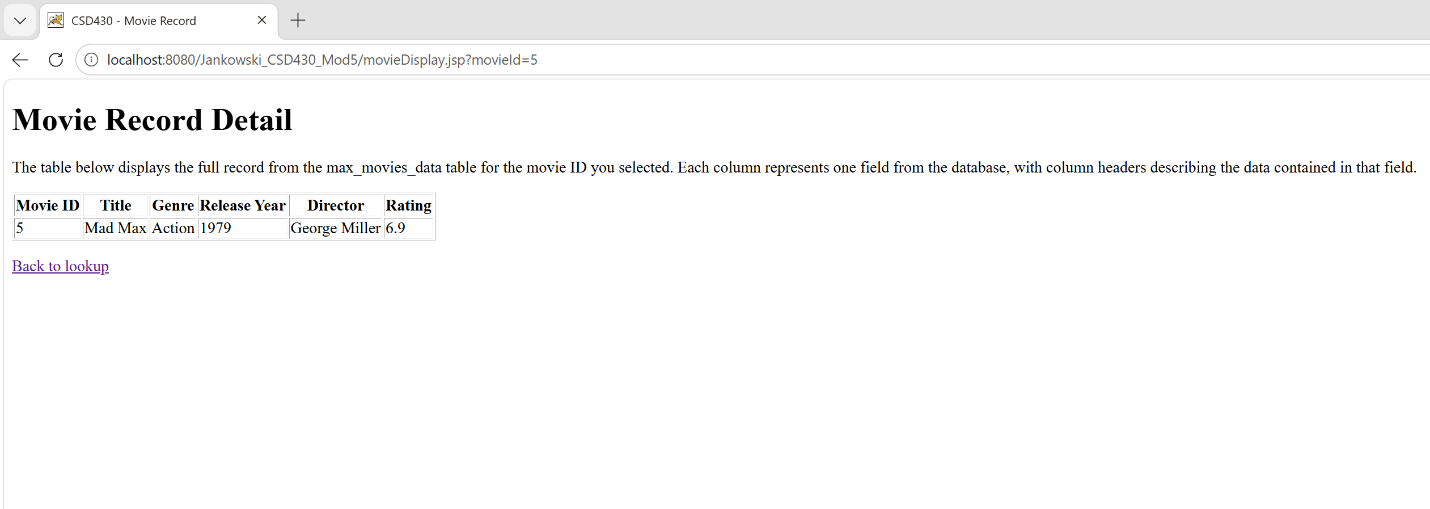 CSD430 - Movie Record
localhost:8080/Jankowski_CSD430_Mod5/movieDisplay.jsp?movieId=5
Movie Record Detail
The table below displays the full record from the max_movies_data table for the movie ID you selected. Each column represents one field from the database, with column headers describing the data contained in that field.
Movie ID Title Genre Release Year Director Rating
5 Mad Max Action 1979 George Miller 6.9
Back to lookup